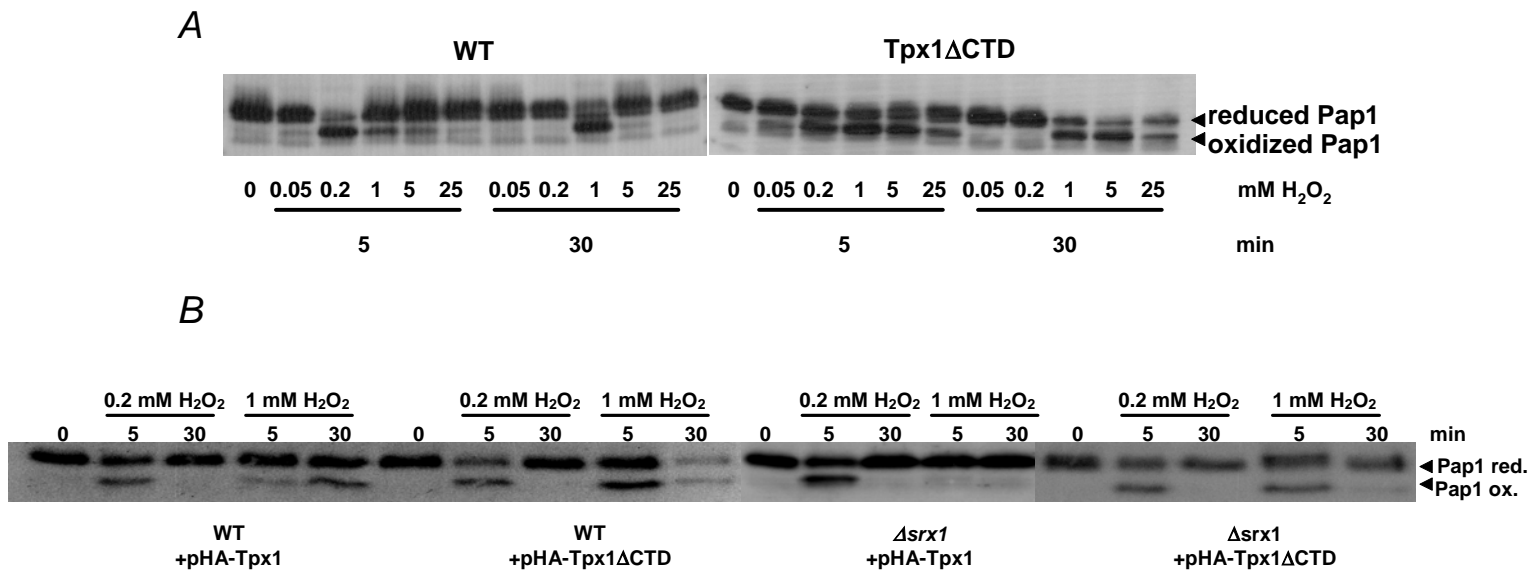 A
WT
Tpx1ΔCTD
reduced Pap1
oxidized Pap1
0 0.05 0.2 1 5 25 0.05 0.2 1 5 25 0 0.05 0.2 1 5 25 0.05 0.2 1 5 25 mM H₂O₂
5 30 5 30 min
B
0.2 mM H₂O₂ 1 mM H₂O₂ 0.2 mM H₂O₂ 1 mM H₂O₂ 0.2 mM H₂O₂ 1 mM H₂O₂ 0.2 mM H₂O₂ 1 mM H₂O₂
0 5 30 5 30 0 5 30 5 30 0 5 30 5 30 0 5 30 5 30 min
Pap1 red.
Pap1 ox.
WT WT Δsrx1 Δsrx1
+pHA-Tpx1 +pHA-Tpx1ΔCTD +pHA-Tpx1 +pHA-Tpx1ΔCTD